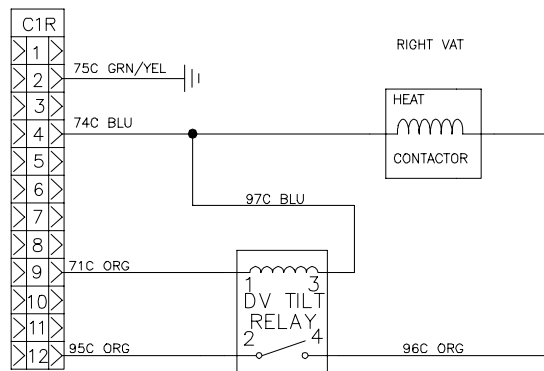 C1R
RIGHT VAT
1
2
75C GRN/YEL
3
HEAT
4
74C BLU
CONTACTOR
5
6
7
97C BLU
8
9
71C ORG
1 3
DV TILT
RELAY
10
11
2 4
12
95C ORG
96C ORG